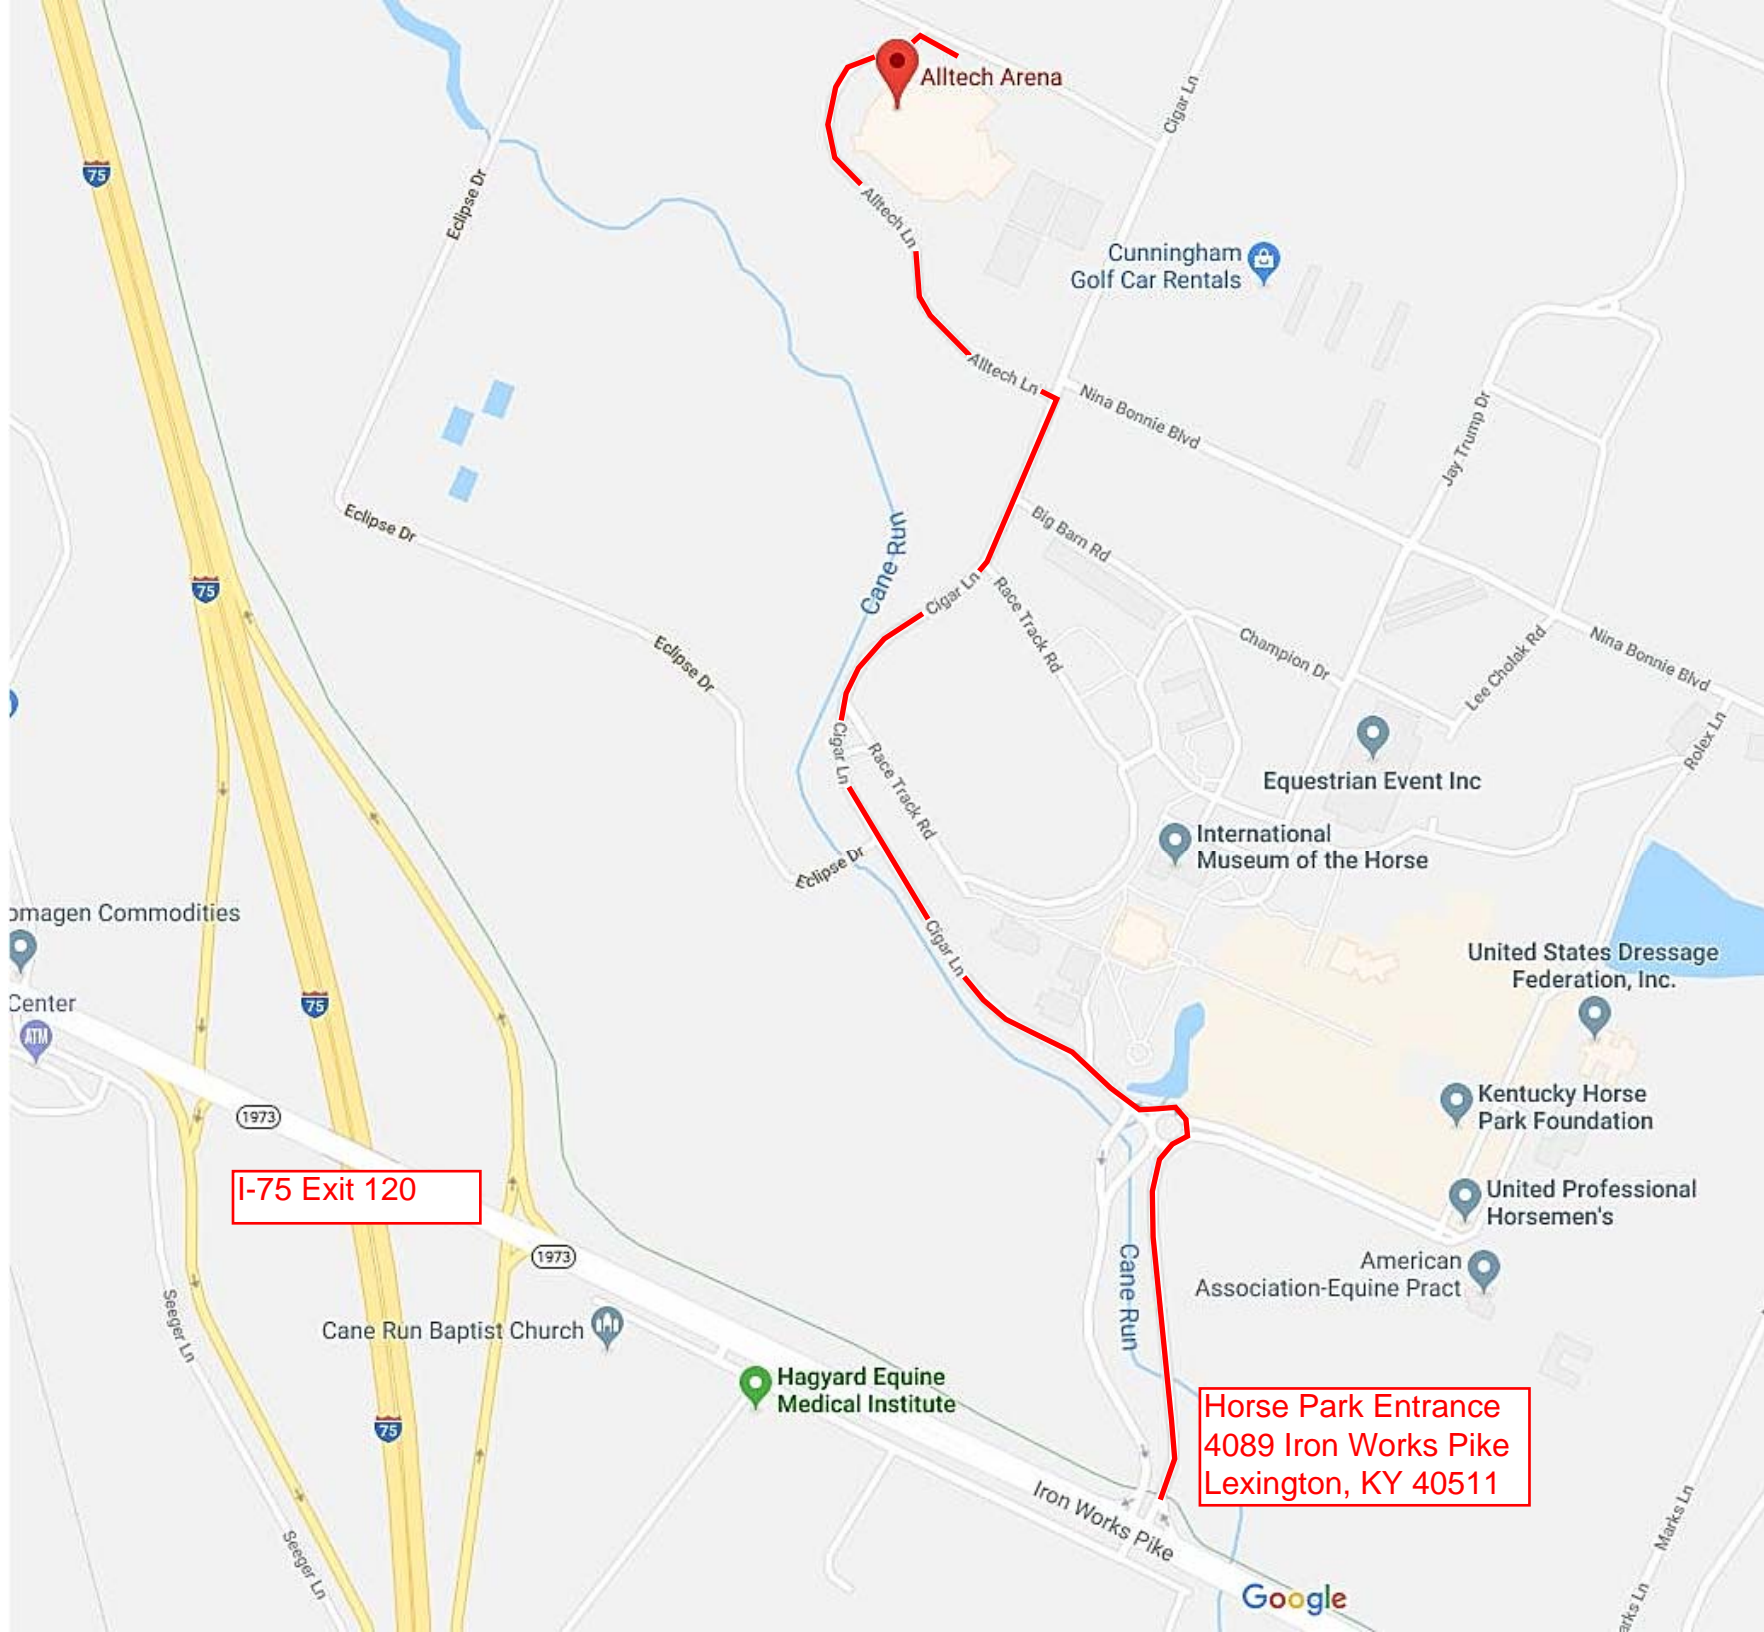 Alltech Arena
Cigar Ln
75
Eclipse Dr
Alltech Ln
Cunningham
Golf Car Rentals
Alltech Ln
Nina Bonnie Blvd
Jay Trump Dr
Eclipse Dr
Big Barn Rd
Cane Run
75
Cigar Ln
Race Track Rd
Champion Dr
Lee Cholak Rd
Nina Bonnie Blvd
Eclipse Dr
Rolex Ln
Cigar Ln
Race Track Rd
Equestrian Event Inc
International
Museum of the Horse
Eclipse Dr
omagen Commodities
Cigar Ln
United States Dressage
Federation, Inc.
Center
75
ATM
Kentucky Horse
Park Foundation
1973
I-75 Exit 120
United Professional
Horsemen's
1973
Cane Run
American
Association-Equine Pract
Seeger Ln
Cane Run Baptist Church
Hagyard Equine
Medical Institute
Horse Park Entrance
4089 Iron Works Pike
Lexington, KY 40511
75
Iron Works Pike
Marks Ln
Seeger Ln
Google
arks Ln